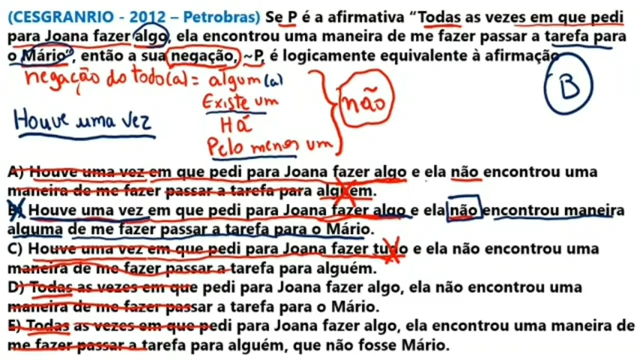 (CESGRANRIO - 2012 – Petrobras) Se P é a afirmativa “Todas as vezes em que pedi
para Joana fazer algo, ela encontrou uma maneira de me fazer passar a tarefa para
o Mário”, então a sua negação, ~P, é logicamente equivalente à afirmação
negação do todo(a) = algum(a)
Existe um
Há
Pelo menos um
não
Houve uma vez
B
A) Houve uma vez em que pedi para Joana fazer algo e ela não encontrou uma
maneira de me fazer passar a tarefa para alguém.
B) Houve uma vez em que pedi para Joana fazer algo e ela não encontrou maneira
alguma de me fazer passar a tarefa para o Mário.
C) Houve uma vez em que pedi para Joana fazer tudo e ela não encontrou uma
maneira de me fazer passar a tarefa para alguém.
D) Todas as vezes em que pedi para Joana fazer algo, ela não encontrou uma
maneira de me fazer passar a tarefa para o Mário.
E) Todas as vezes em que pedi para Joana fazer algo, ela encontrou uma maneira de
me fazer passar a tarefa para alguém, que não fosse Mário.